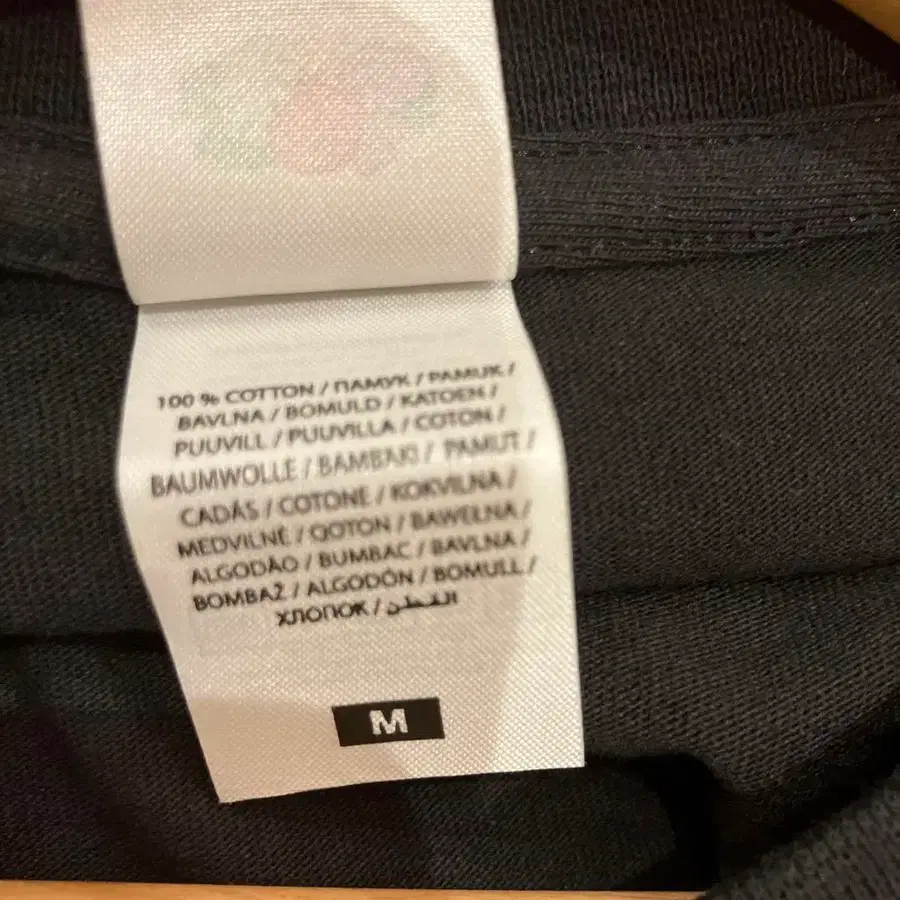 100 % COTTON / ПАМУК / PAMUK /
BAVLNA / BOMULD / KATOEN /
PUUVILL / PUUVILLA / COTON /
BAUMWOLLE / BAMBAKI / PAMUT /
CADÁS / COTONE / KOKVILNA /
MEDVILNĖ / QOTON / BAWEŁNA /
ALGODÃO / BUMBAC / BAVLNA /
BOMBAŽ / ALGODÓN / BOMULL /
ХЛОПОК / القطن
M